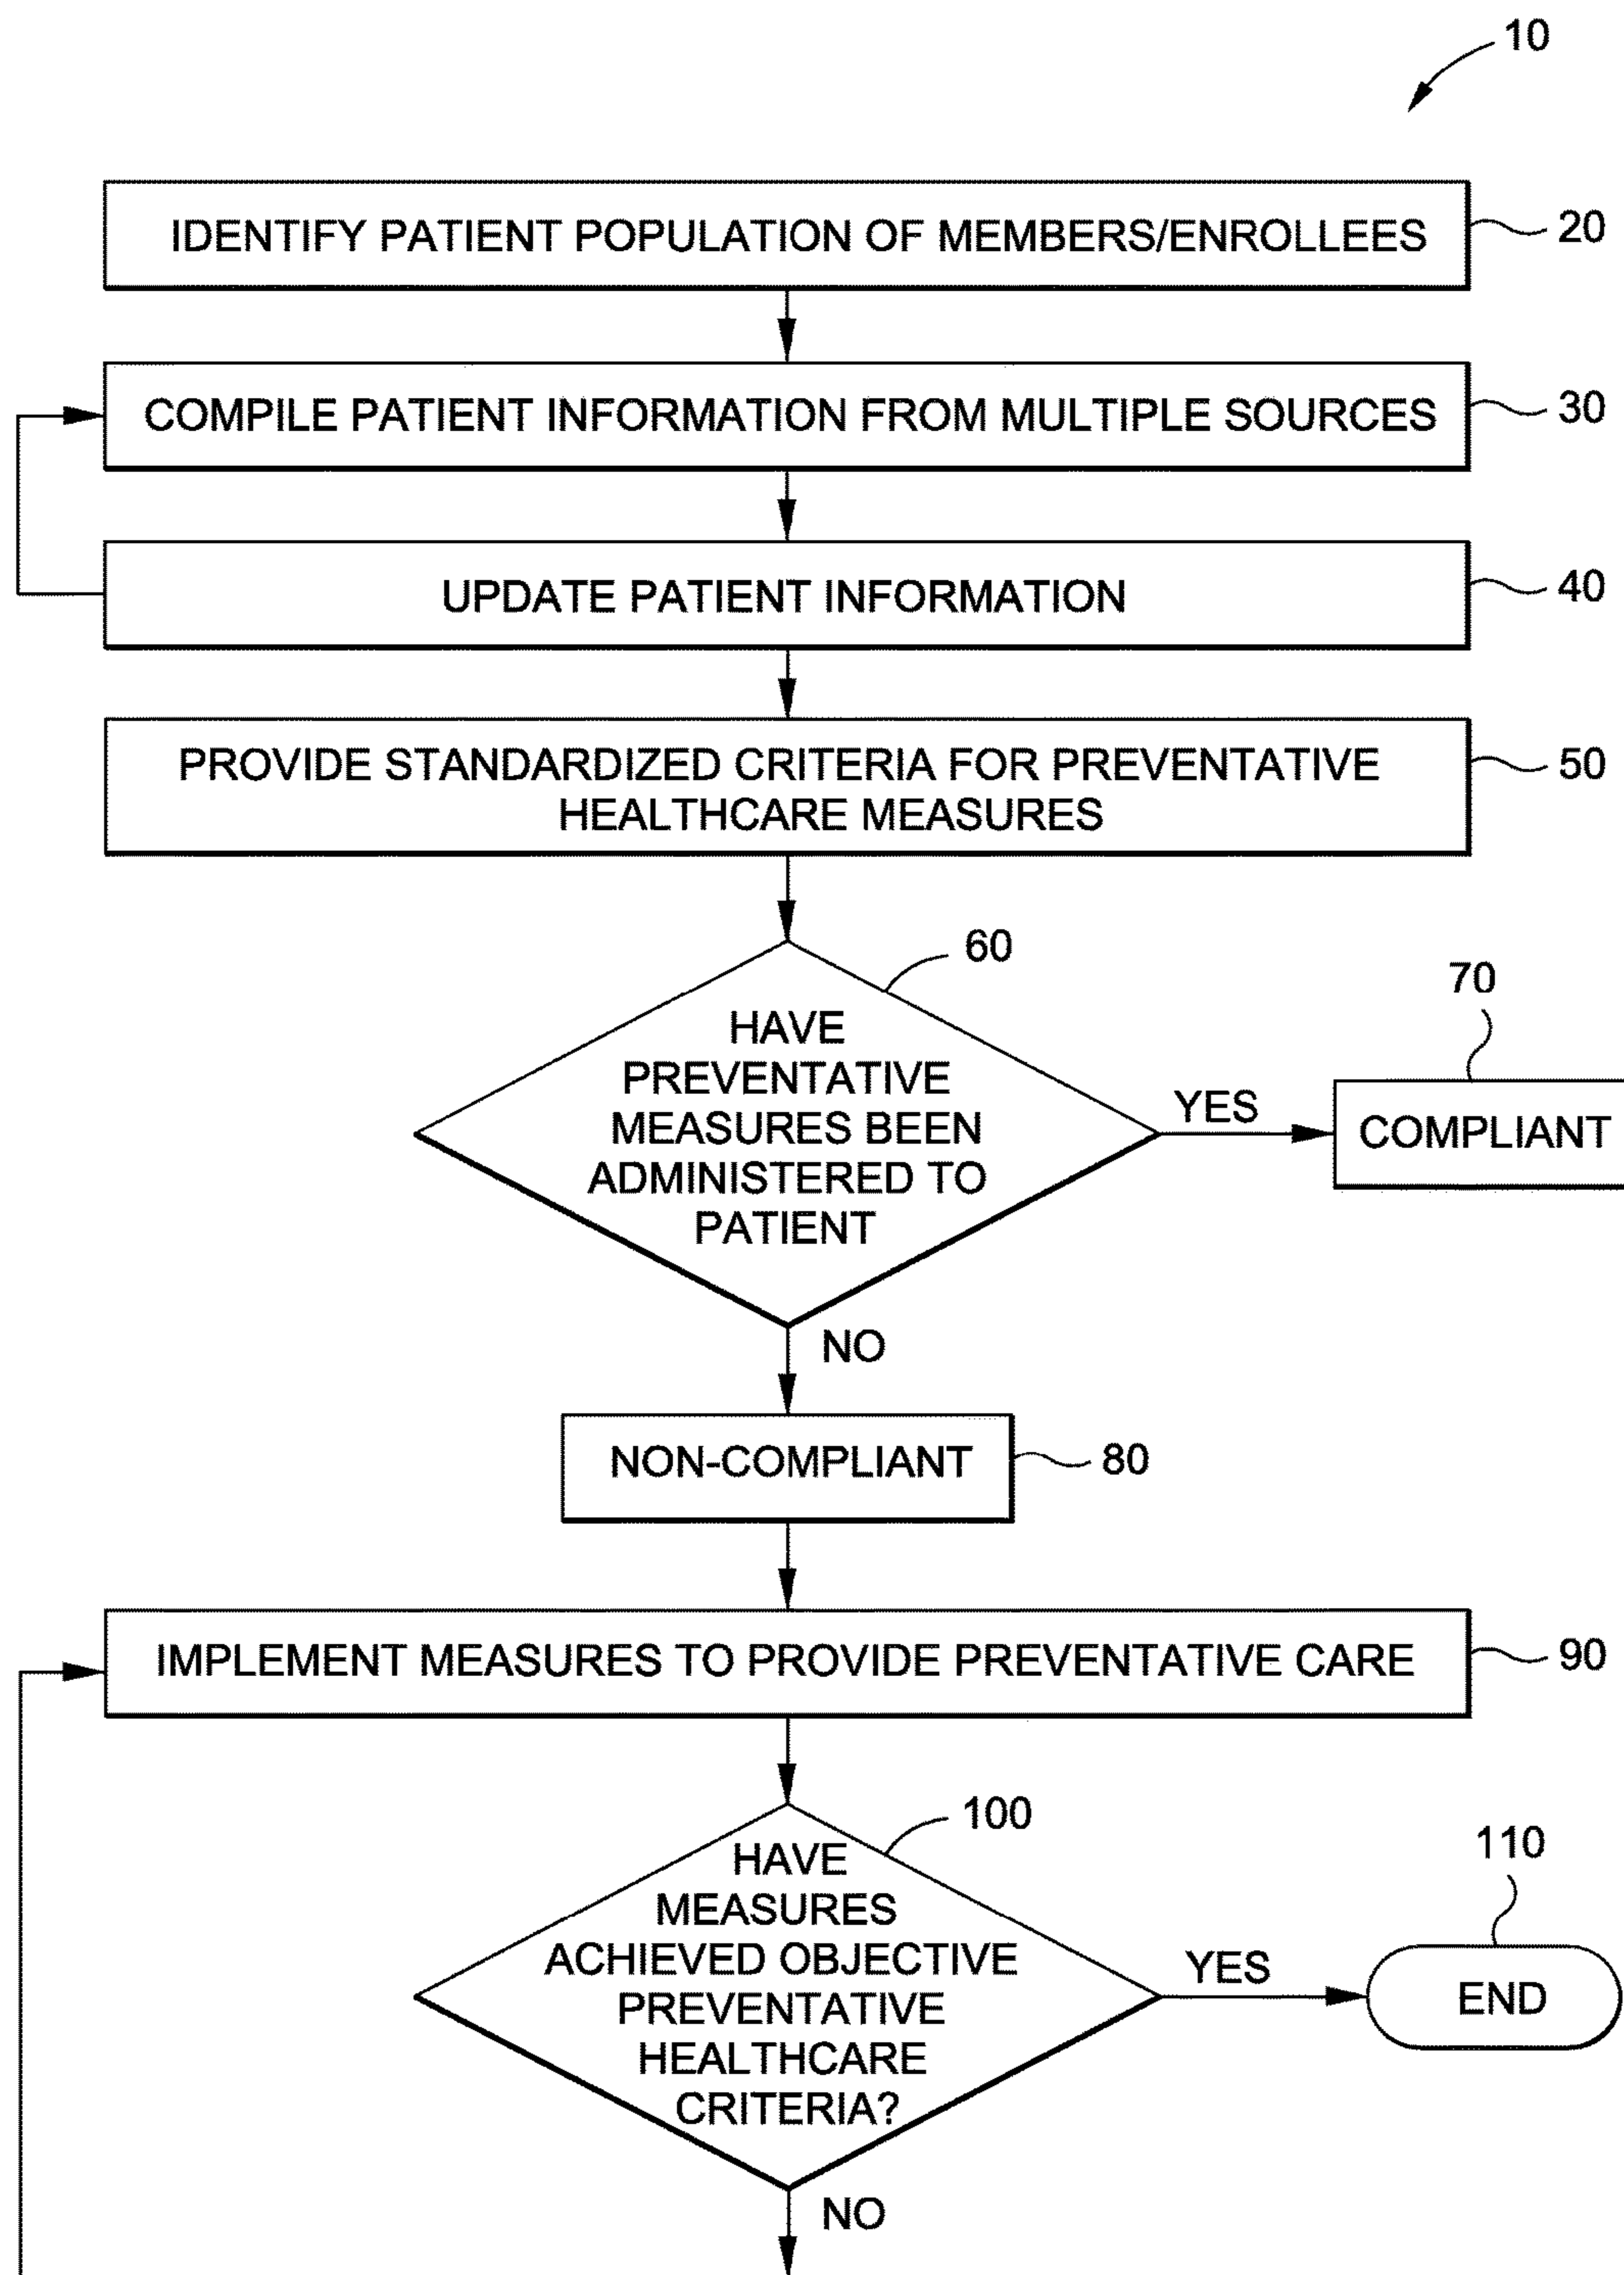 10
IDENTIFY PATIENT POPULATION OF MEMBERS/ENROLLEES
20
COMPILE PATIENT INFORMATION FROM MULTIPLE SOURCES
30
UPDATE PATIENT INFORMATION
40
PROVIDE STANDARDIZED CRITERIA FOR PREVENTATIVE
HEALTHCARE MEASURES
50
60
HAVE
PREVENTATIVE
MEASURES BEEN
ADMINISTERED TO
PATIENT
YES
70
COMPLIANT
NO
NON-COMPLIANT
80
IMPLEMENT MEASURES TO PROVIDE PREVENTATIVE CARE
90
100
HAVE
MEASURES
ACHIEVED OBJECTIVE
PREVENTATIVE
HEALTHCARE
CRITERIA?
YES
110
END
NO